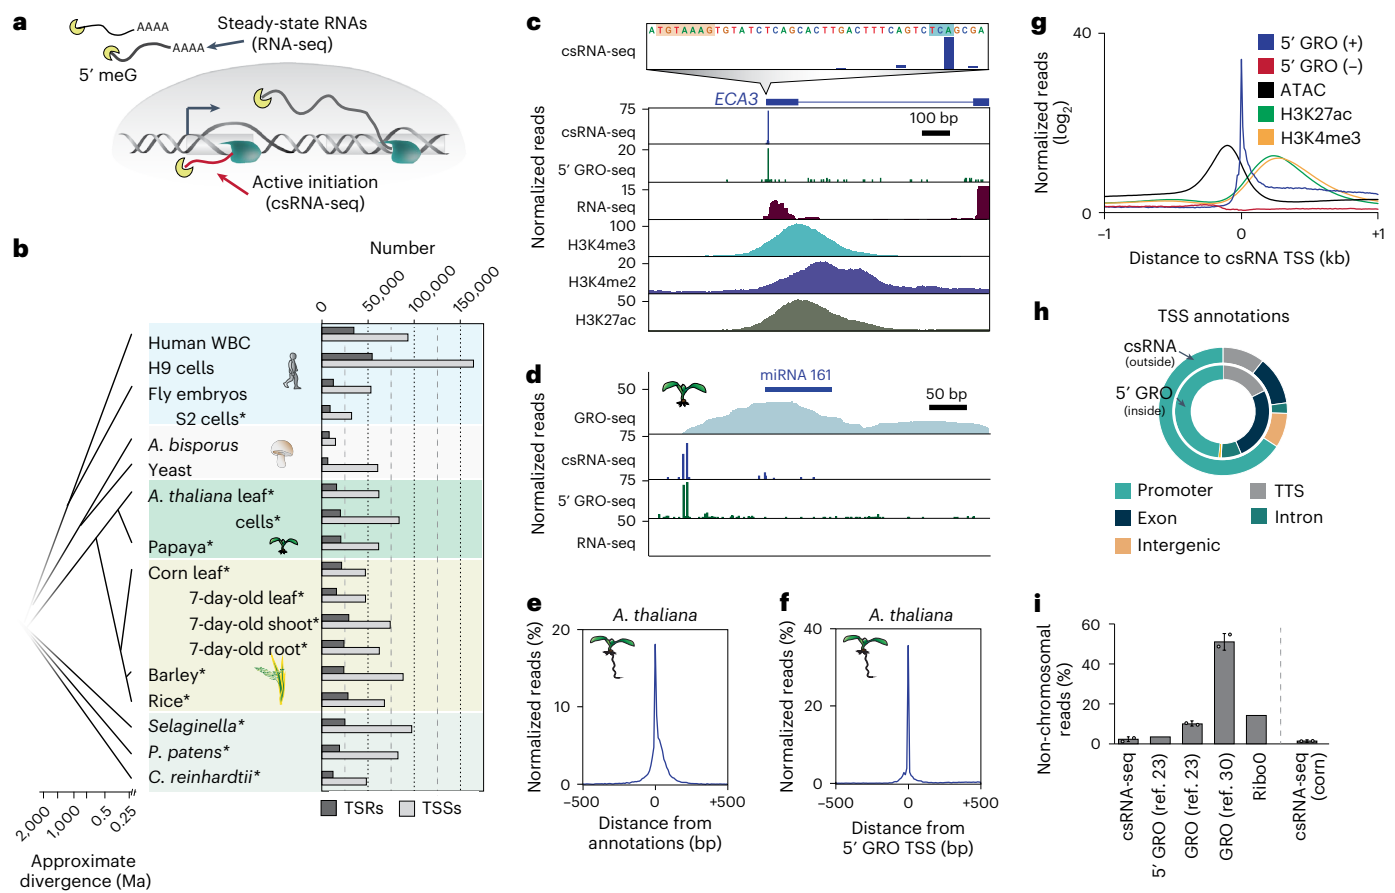 a
AAAA
Steady-state RNAs
(RNA-seq)
AAAA
5′ meG
Active initiation
(csRNA-seq)
b
Number
0
50,000
100,000
150,000
Human WBC
H9 cells
Fly embryos
S2 cells*
A. bisporus
Yeast
A. thaliana leaf*
cells*
Papaya*
Corn leaf*
7-day-old leaf*
7-day-old shoot*
7-day-old root*
Barley*
Rice*
Selaginella*
P. patens*
C. reinhardtii*
TSRs
TSSs
2,000
1,000
0.5
0.25
Approximate
divergence (Ma)
c
ATGTAAAGTGTATCTCAGCACTTGACTTTCAGTCTCAGCGA
csRNA-seq
ECA3
100 bp
Normalized reads
75
csRNA-seq
20
5′ GRO-seq
15
RNA-seq
100
H3K4me3
20
H3K4me2
50
H3K27ac
d
miRNA 161
50 bp
Normalized reads
50
GRO-seq
75
csRNA-seq
75
5′ GRO-seq
50
RNA-seq
e
A. thaliana
Normalized reads (%)
20
10
0
−500
0
+500
Distance from
annotations (bp)
f
A. thaliana
Normalized reads (%)
40
20
0
−500
0
+500
Distance from
5′ GRO TSS (bp)
g
Normalized reads
(log2)
40
0
5′ GRO (+)
5′ GRO (−)
ATAC
H3K27ac
H3K4me3
−1
0
+1
Distance to csRNA TSS (kb)
h
TSS annotations
csRNA
(outside)
5′ GRO
(inside)
Promoter
TTS
Exon
Intron
Intergenic
i
Non-chromosomal
reads (%)
60
40
20
0
csRNA-seq
5′ GRO (ref. 23)
GRO (ref. 23)
GRO (ref. 30)
Ribo0
csRNA-seq
(corn)